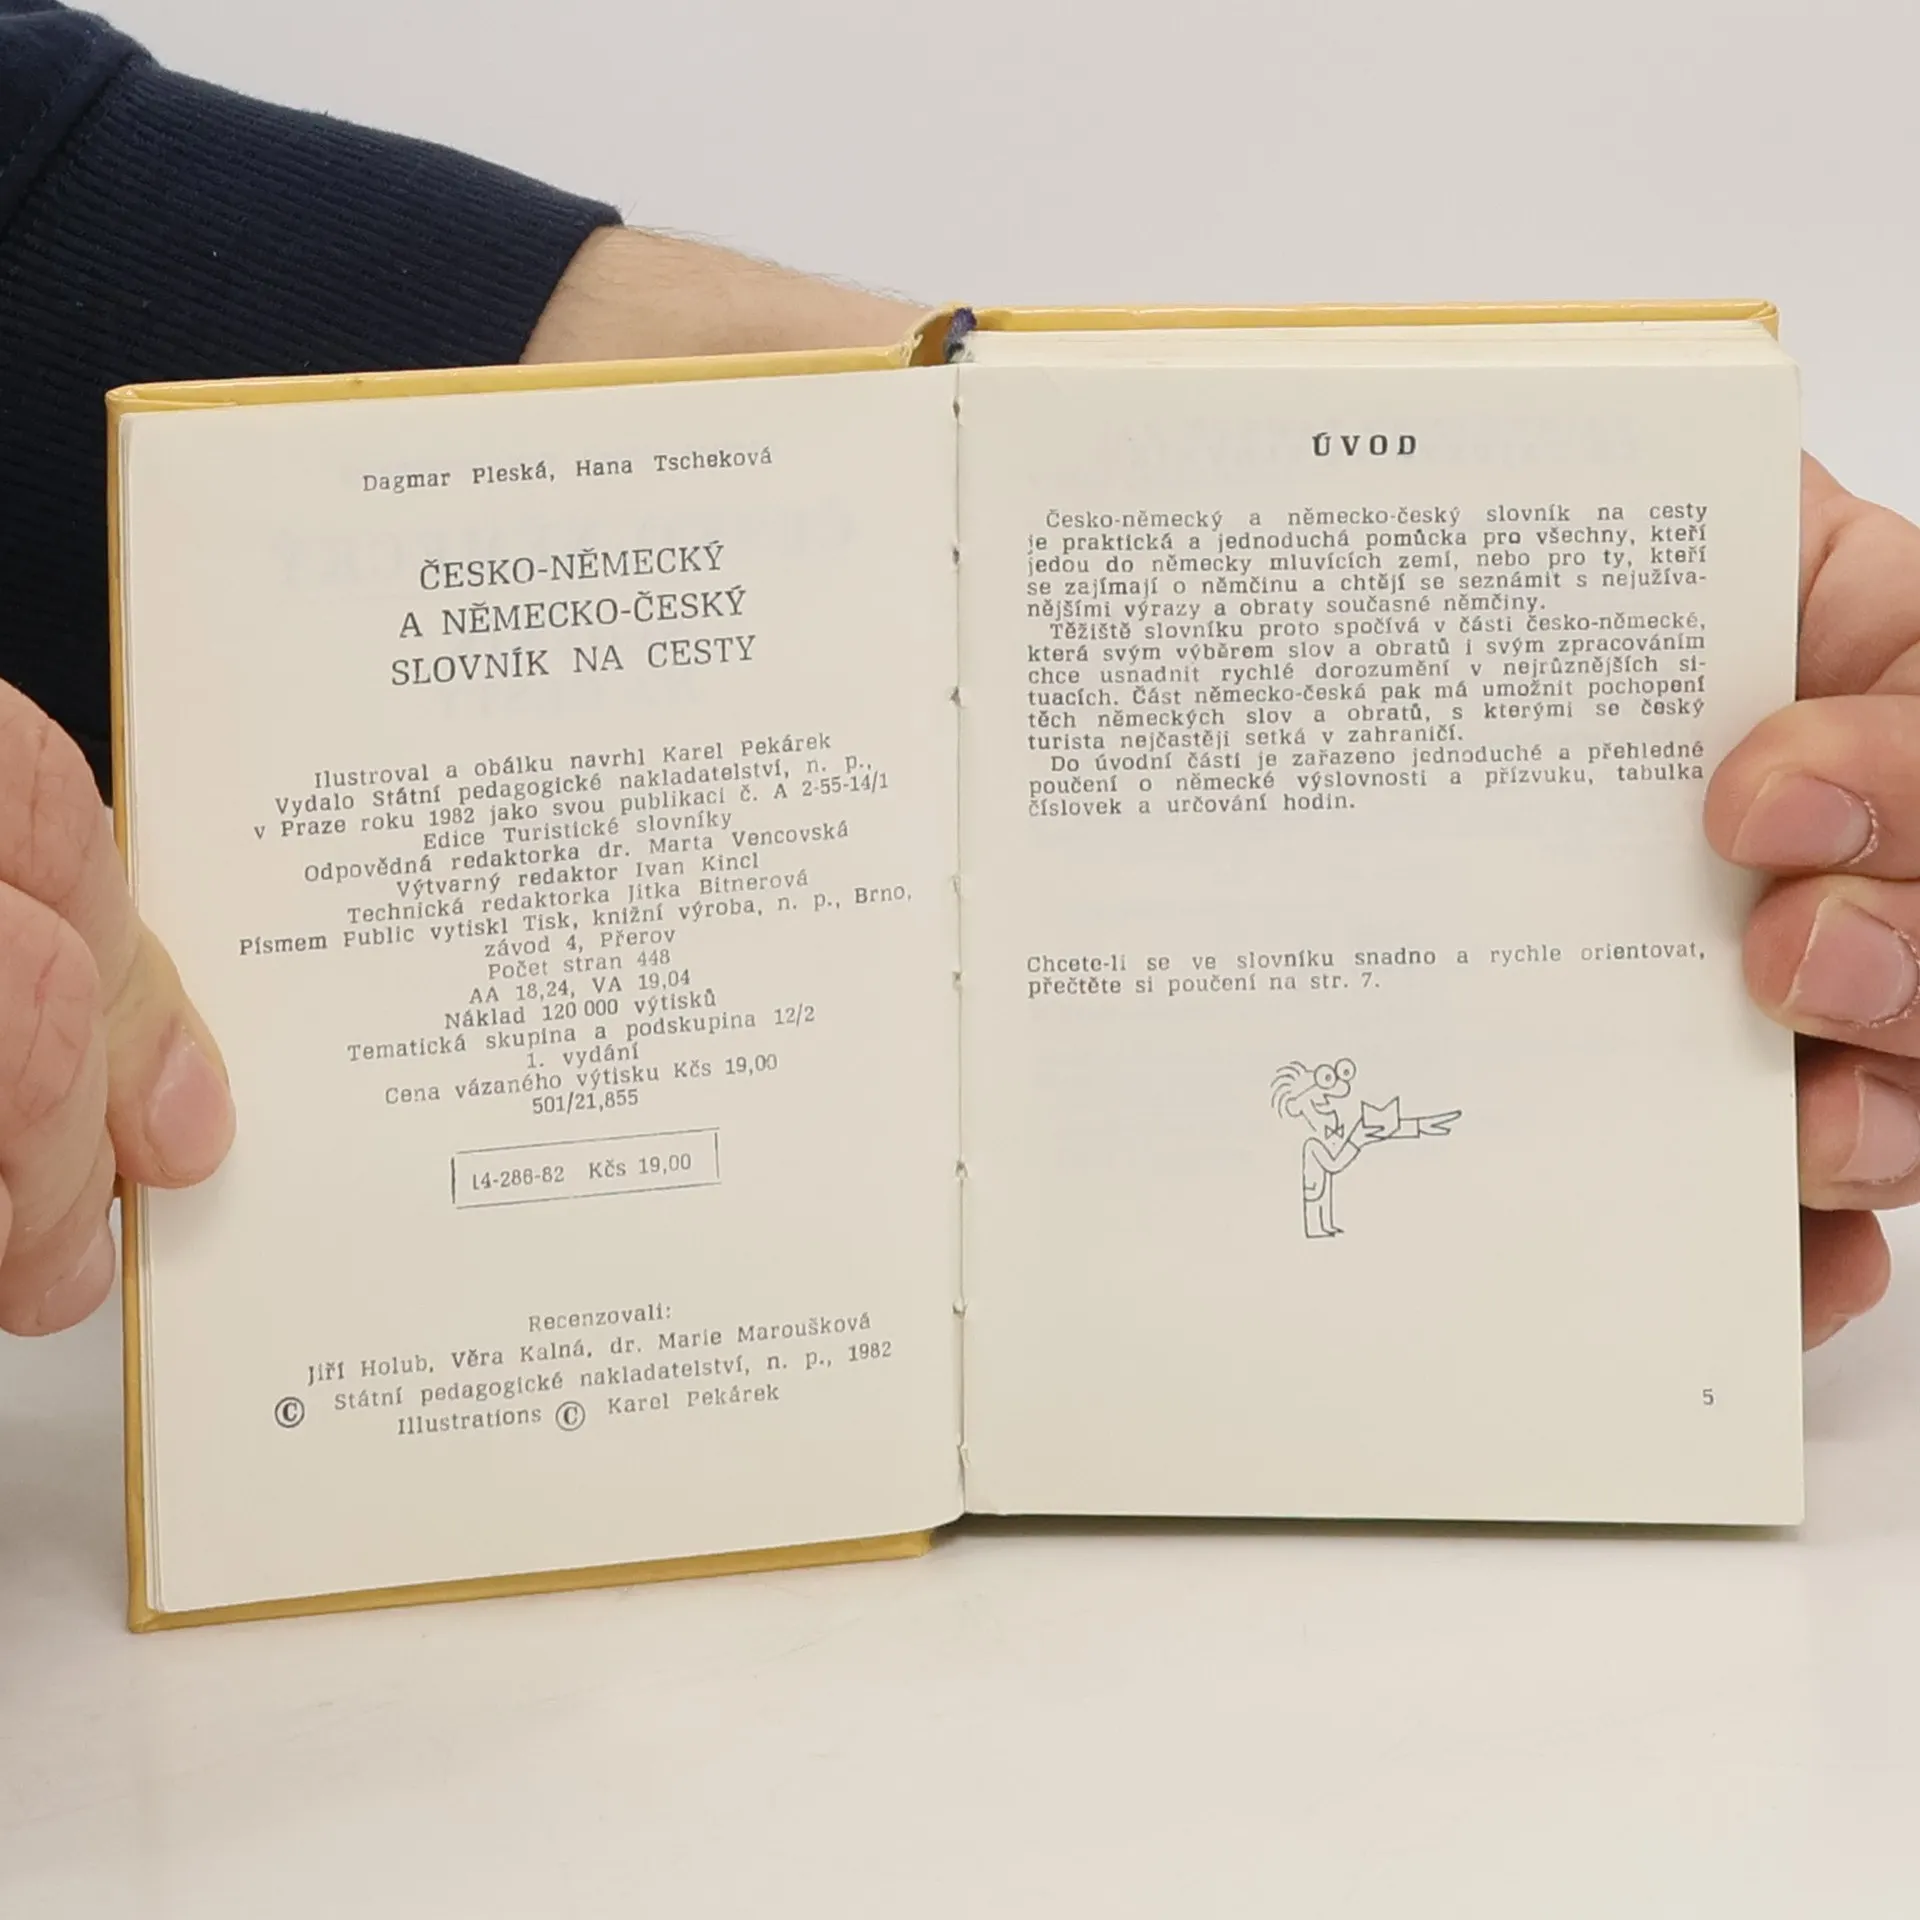 Dagmar Pleská, Hana Tscheková
ČESKO-NĚMECKÝ
A NĚMECKO-ČESKÝ
SLOVNÍK NA CESTY
Ilustroval a obálku navrhl Karel Pekárek
Vydalo Státní pedagogické nakladatelství, n. p.,
v Praze roku 1982 jako svou publikaci č. A 2-55-14/1
Edice Turistické slovníky
Odpovědná redaktorka dr. Marta Vencovská
Výtvarný redaktor Ivan Kincl
Technická redaktorka Jitka Bitnerová
Písmem Public vytiskl Tisk, knižní výroba, n. p., Brno,
závod 4, Přerov
Počet stran 448
AA 18,24, VA 19,04
Náklad 120 000 výtisků
Tematická skupina a podskupina 12/2
1. vydání
Cena vázaného výtisku Kčs 19,00
501/21,855
14-286-82 Kčs 19,00
Recenzovali:
Jiří Holub, Věra Kalná, dr. Marie Maroušková
© Státní pedagogické nakladatelství, n. p., 1982
Illustrations © Karel Pekárek
ÚVOD
Česko-německý a německo-český slovník na cesty
je praktická a jednoduchá pomůcka pro všechny, kteří
jedou do německy mluvících zemí, nebo pro ty, kteří
se zajímají o němčinu a chtějí se seznámit s nejužíva-
nějšími výrazy a obraty současné němčiny.
Těžiště slovníku proto spočívá v části česko-německé,
která svým výběrem slov a obratů i svým zpracováním
chce usnadnit rychlé dorozumění v nejrůznějších si-
tuacích. Část německo-česká pak má umožnit pochopení
těch německých slov a obratů, s kterými se český
turista nejčastěji setká v zahraničí.
Do úvodní části je zařazeno jednoduché a přehledné
poučení o německé výslovnosti a přízvuku, tabulka
číslovek a určování hodin.
Chcete-li se ve slovníku snadno a rychle orientovat,
přečtěte si poučení na str. 7.
5